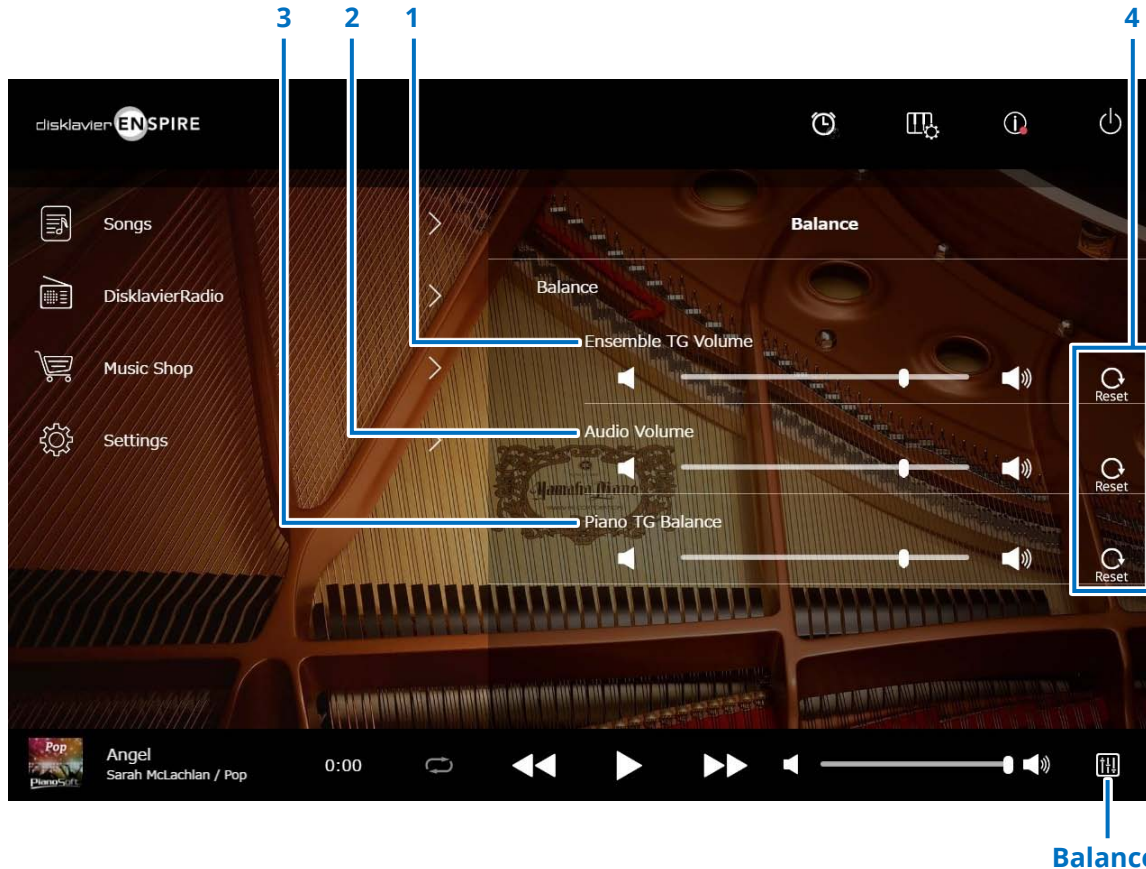 3 2 1 4
disklavier ENSPIRE
Songs
DisklavierRadio
Music Shop
Settings
Balance
Balance
Ensemble TG Volume
Reset
Audio Volume
Reset
Piano TG Balance
Reset
Yamaha Piano
Pop
PianoSoft
Angel
Sarah McLachlan / Pop
0:00
Balance